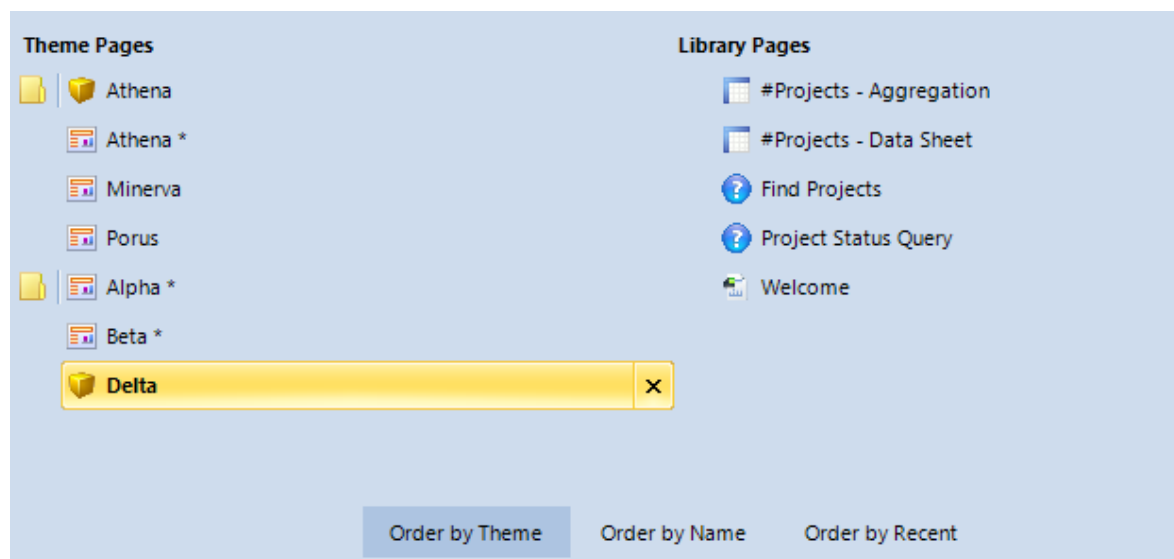 Theme Pages
Athena
Athena *
Minerva
Porus
Alpha *
Beta *
Delta
Library Pages
#Projects - Aggregation
#Projects - Data Sheet
Find Projects
Project Status Query
Welcome
Order by Theme
Order by Name
Order by Recent